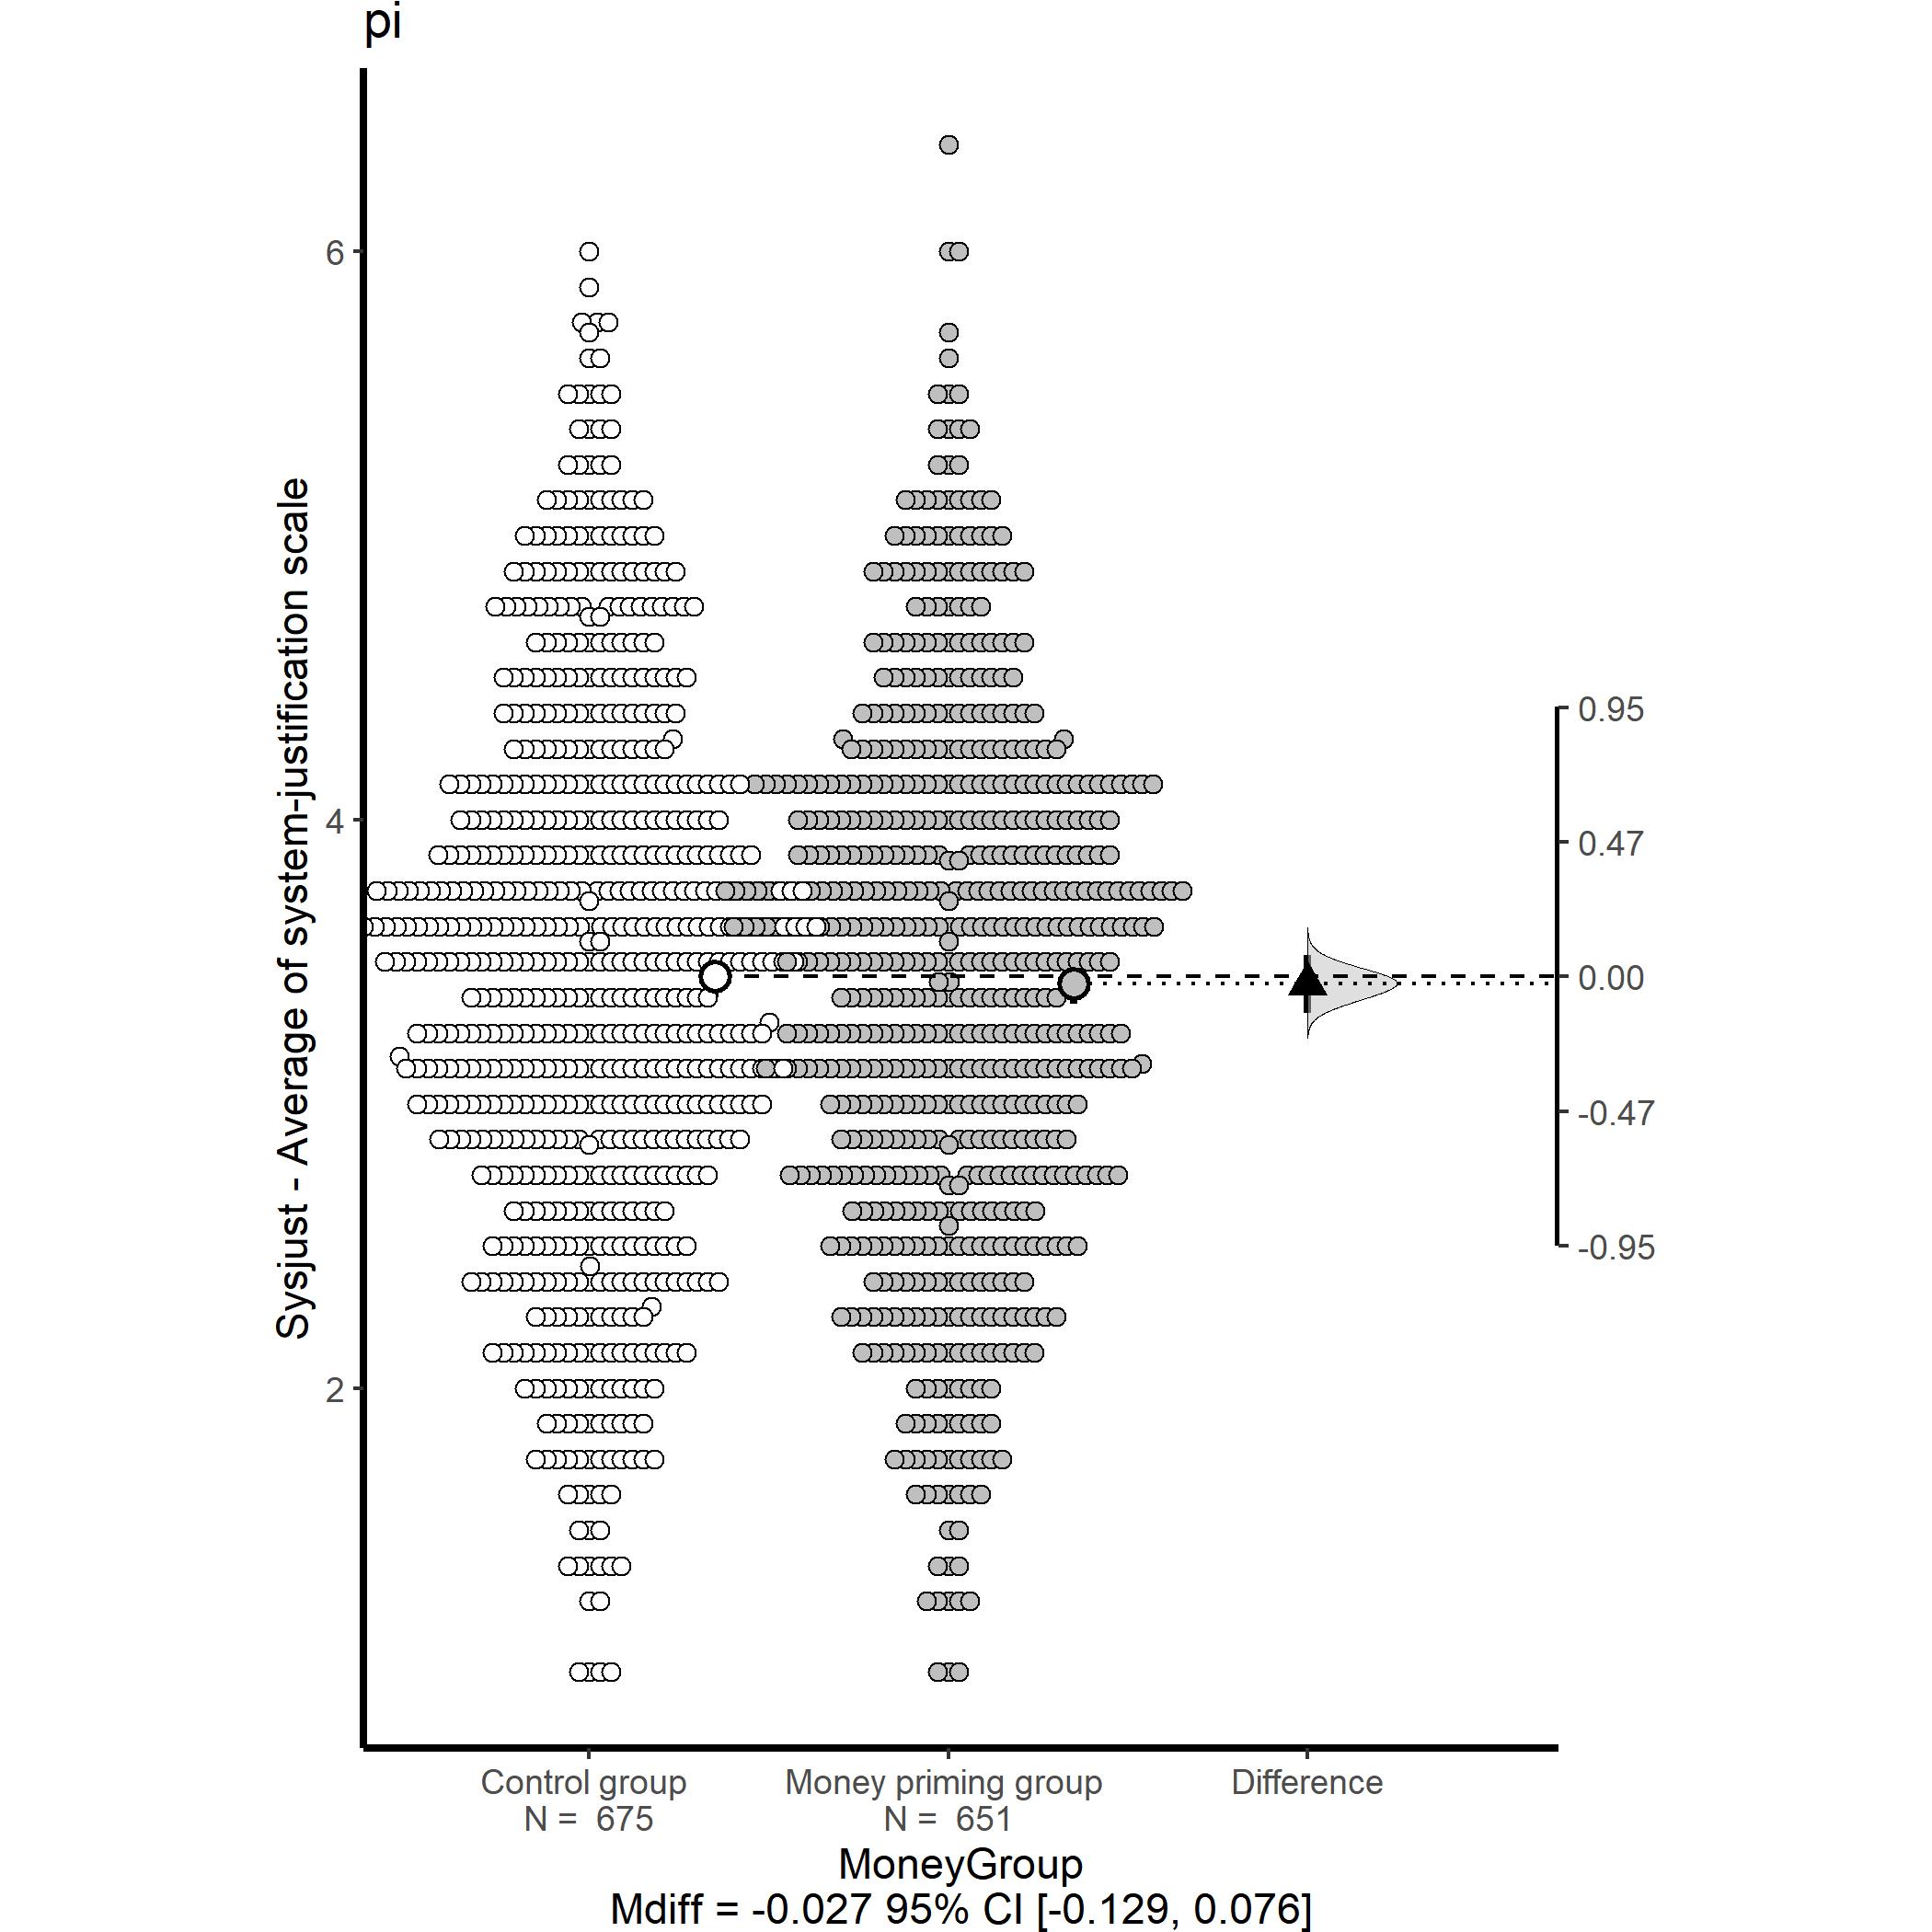 pi
Sysjust - Average of system-justification scale
6
4
2
0.95
0.47
0.00
-0.47
-0.95
Control group
N =  675
Money priming group
N =  651
Difference
MoneyGroup
Mdiff = -0.027 95% CI [-0.129, 0.076]